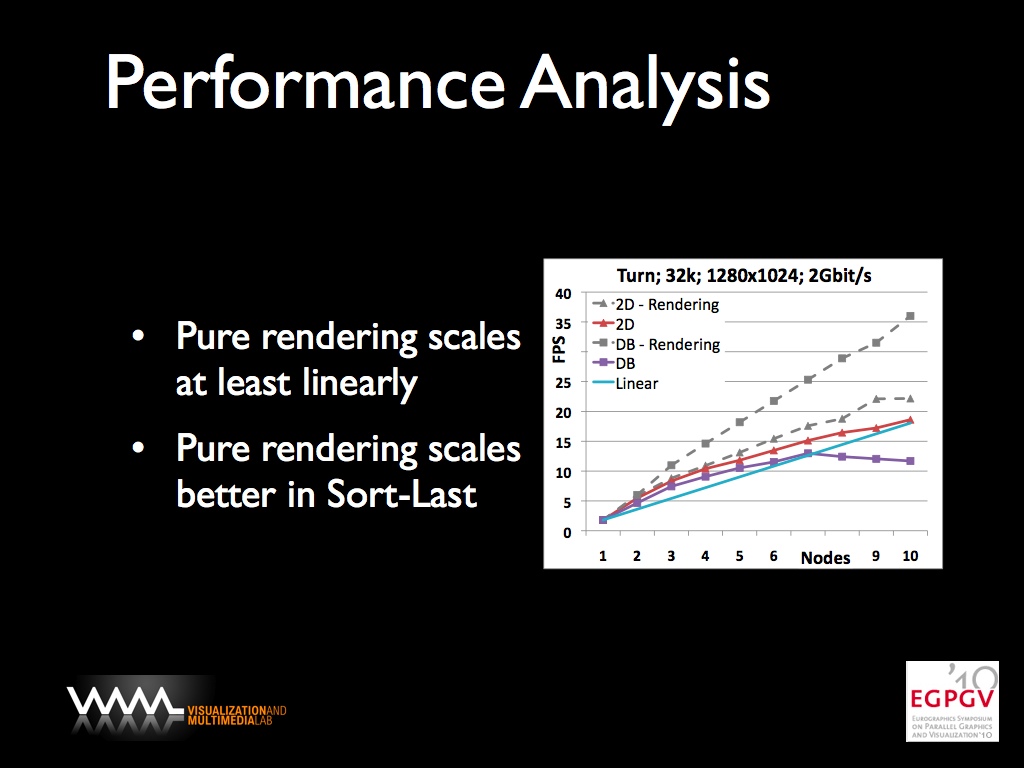 Performance Analysis
• Pure rendering scales
at least linearly
• Pure rendering scales
better in Sort-Last
Turn; 32k; 1280x1024; 2Gbit/s
40
35
25
20
15
10
5
0
FPS
2D - Rendering
2D
DB - Rendering
DB
Linear
1 2 3 4 5 6 Nodes 9 10
VISUALIZATIONAND
MULTIMEDIALAB
'10
EGPGV
EUROGRAPHICS SYMPOSIUM
ON PARALLEL GRAPHICS
AND VISUALIZATION'10